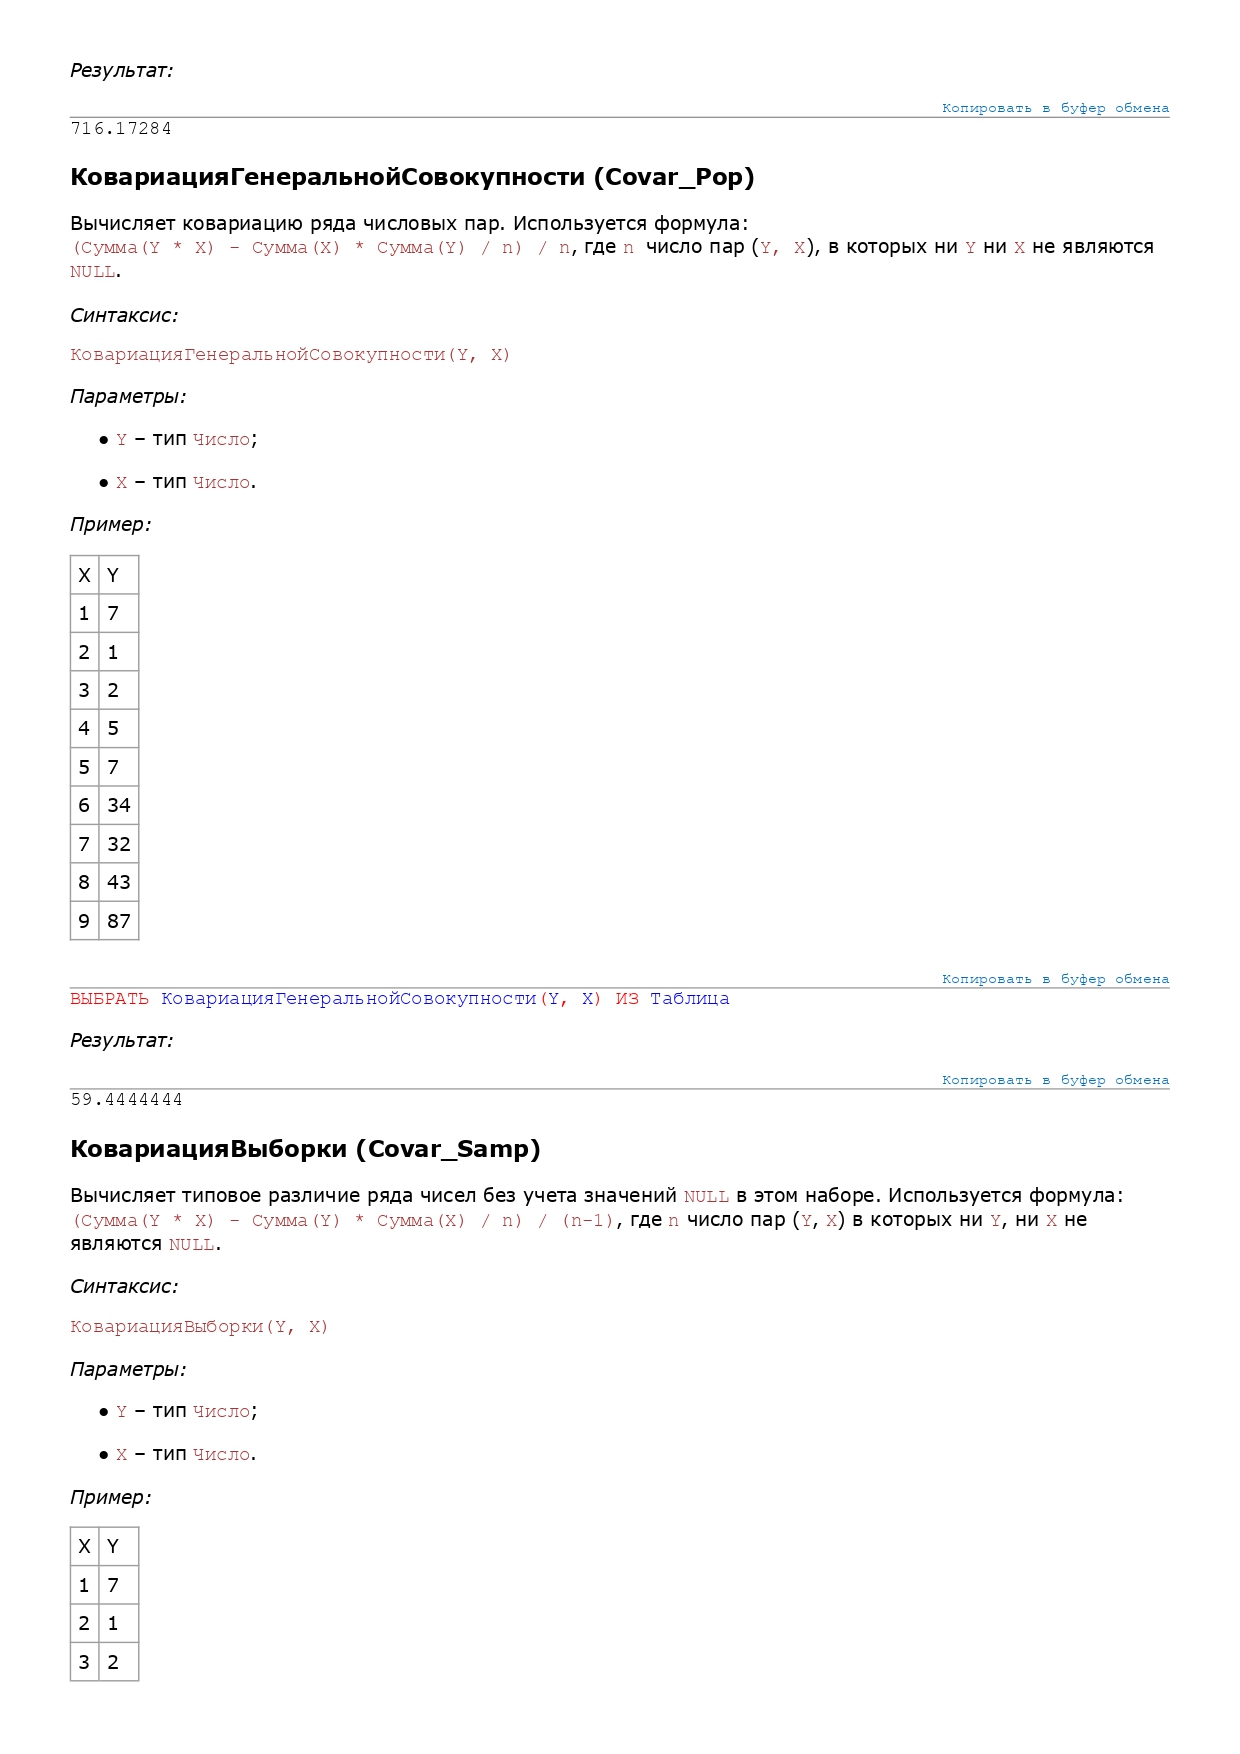 Результат:
Копировать в буфер обмена
716.17284
КовариацияГенеральнойСовокупности (Covar_Pop)
Вычисляет ковариацию ряда числовых пар. Используется формула:
(Сумма(Y * X) - Сумма(X) * Сумма(Y) / n) / n, где n число пар (Y, X), в которых ни Y ни X не являются
NULL.
Синтаксис:
КовариацияГенеральнойСовокупности(Y, X)
Параметры:
● Y – тип Число;
● X – тип Число.
Пример:
X Y
1 7
2 1
3 2
4 5
5 7
6 34
7 32
8 43
9 87
Копировать в буфер обмена
ВЫБРАТЬ КовариацияГенеральнойСовокупности(Y, X) ИЗ Таблица
Результат:
Копировать в буфер обмена
59.4444444
КовариацияВыборки (Covar_Samp)
Вычисляет типовое различие ряда чисел без учета значений NULL в этом наборе. Используется формула:
(Сумма(Y * X) - Сумма(Y) * Сумма(X) / n) / (n-1), где n число пар (Y, X) в которых ни Y, ни X не
являются NULL.
Синтаксис:
КовариацияВыборки(Y, X)
Параметры:
● Y – тип Число;
● X – тип Число.
Пример:
X Y
1 7
2 1
3 2